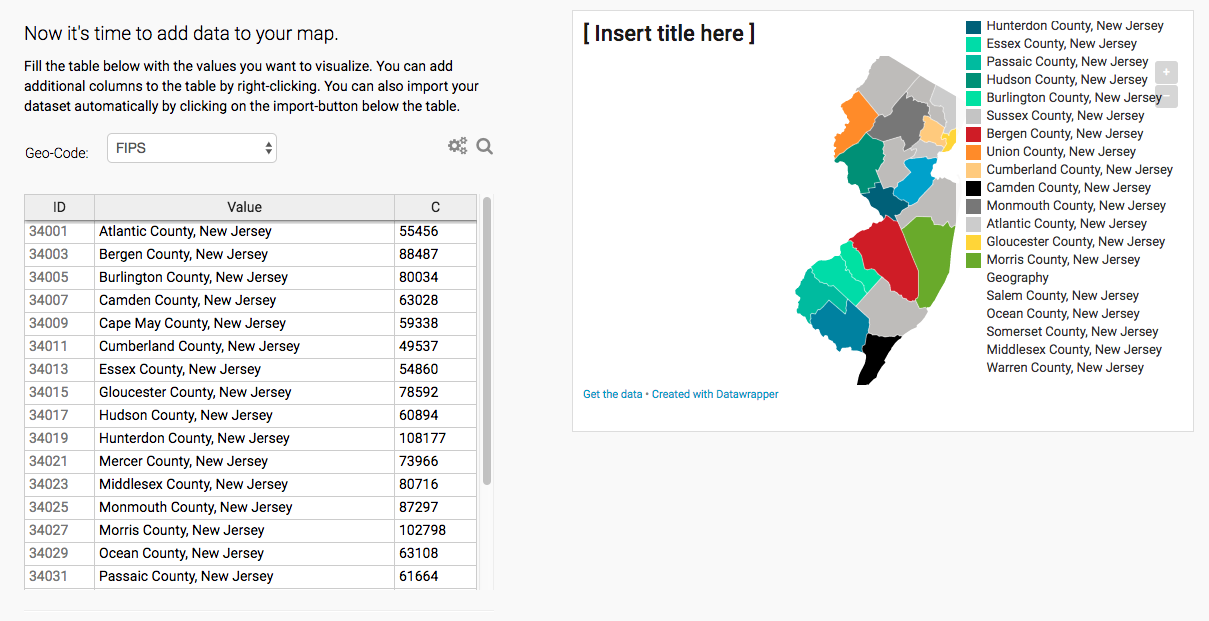 Now it's time to add data to your map.
Fill the table below with the values you want to visualize. You can add
additional columns to the table by right-clicking. You can also import your
dataset automatically by clicking on the import-button below the table.
Geo-Code: FIPS
ID Value C
34001 Atlantic County, New Jersey 55456
34003 Bergen County, New Jersey 88487
34005 Burlington County, New Jersey 80034
34007 Camden County, New Jersey 63028
34009 Cape May County, New Jersey 59338
34011 Cumberland County, New Jersey 49537
34013 Essex County, New Jersey 54860
34015 Gloucester County, New Jersey 78592
34017 Hudson County, New Jersey 60894
34019 Hunterdon County, New Jersey 108177
34021 Mercer County, New Jersey 73966
34023 Middlesex County, New Jersey 80716
34025 Monmouth County, New Jersey 87297
34027 Morris County, New Jersey 102798
34029 Ocean County, New Jersey 63108
34031 Passaic County, New Jersey 61664
[ Insert title here ]
Hunterdon County, New Jersey
Essex County, New Jersey
Passaic County, New Jersey
Hudson County, New Jersey
Burlington County, New Jersey
Sussex County, New Jersey
Bergen County, New Jersey
Union County, New Jersey
Cumberland County, New Jersey
Camden County, New Jersey
Monmouth County, New Jersey
Atlantic County, New Jersey
Gloucester County, New Jersey
Morris County, New Jersey
Geography
Salem County, New Jersey
Ocean County, New Jersey
Somerset County, New Jersey
Middlesex County, New Jersey
Warren County, New Jersey
+
-
Get the data • Created with Datawrapper